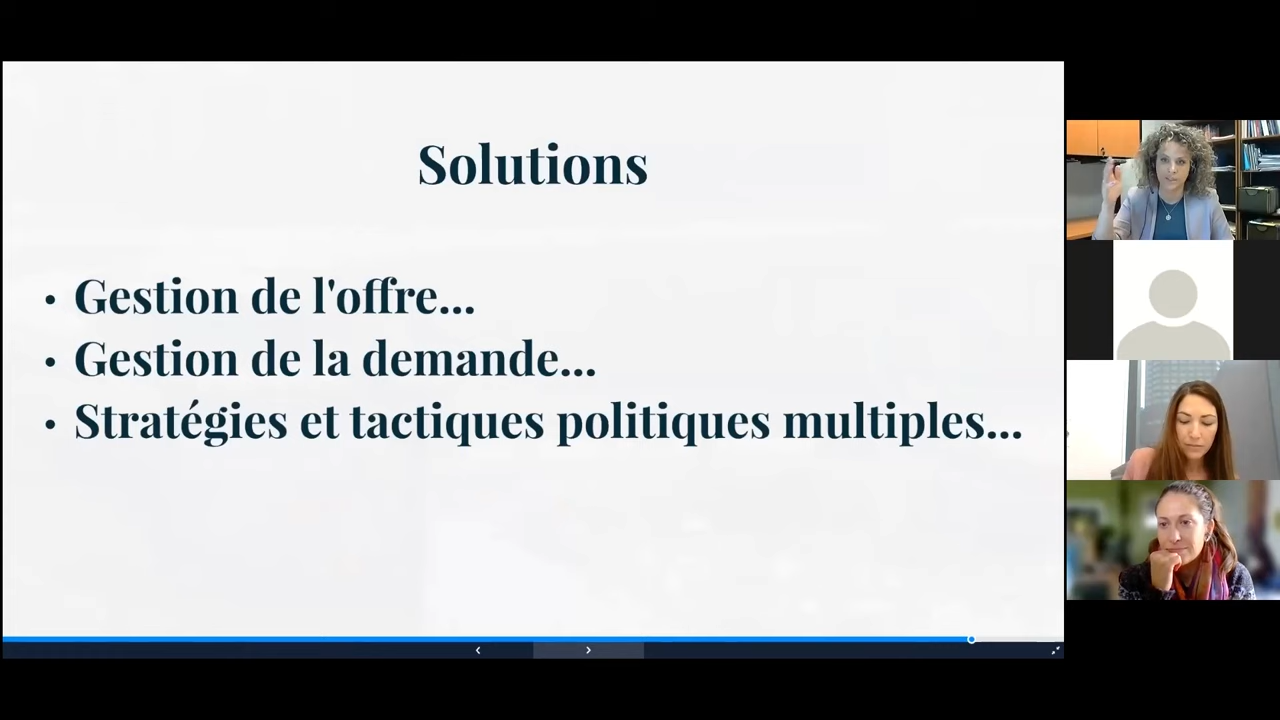 Solutions
• Gestion de l'offre...
• Gestion de la demande...
• Stratégies et tactiques politiques multiples...